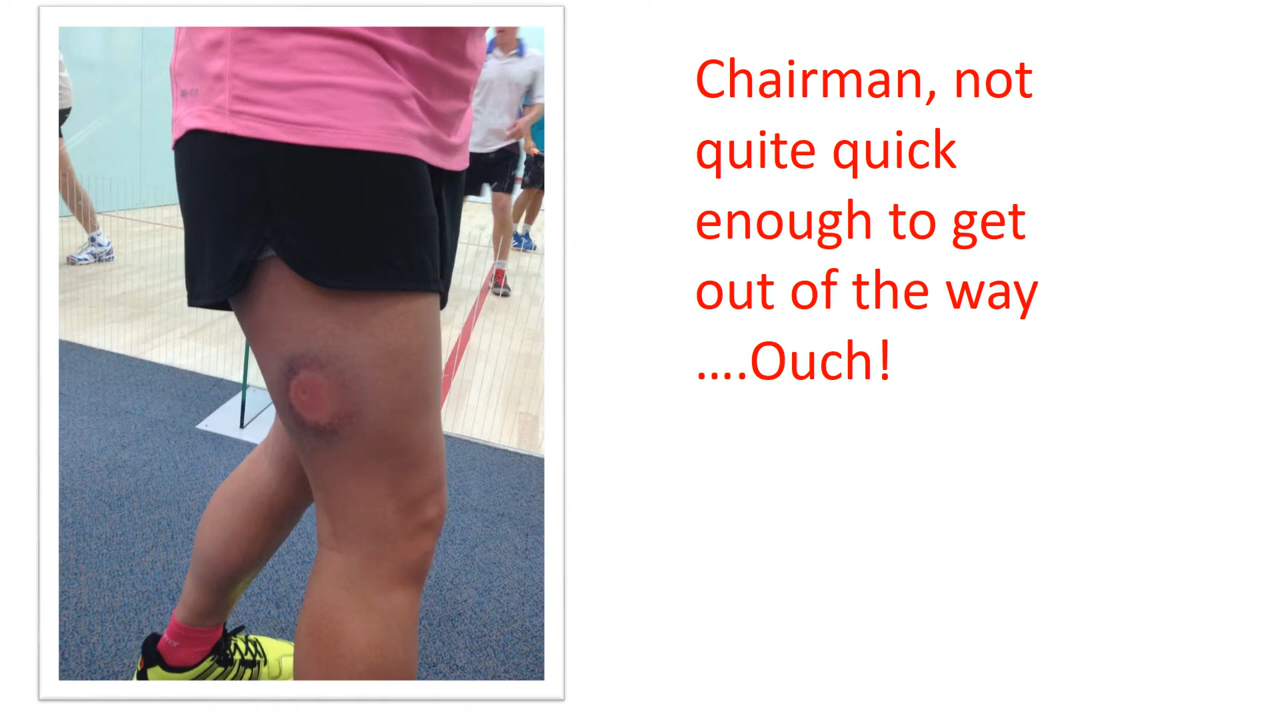 Chairman, not
quite quick
enough to get
out of the way
….Ouch!